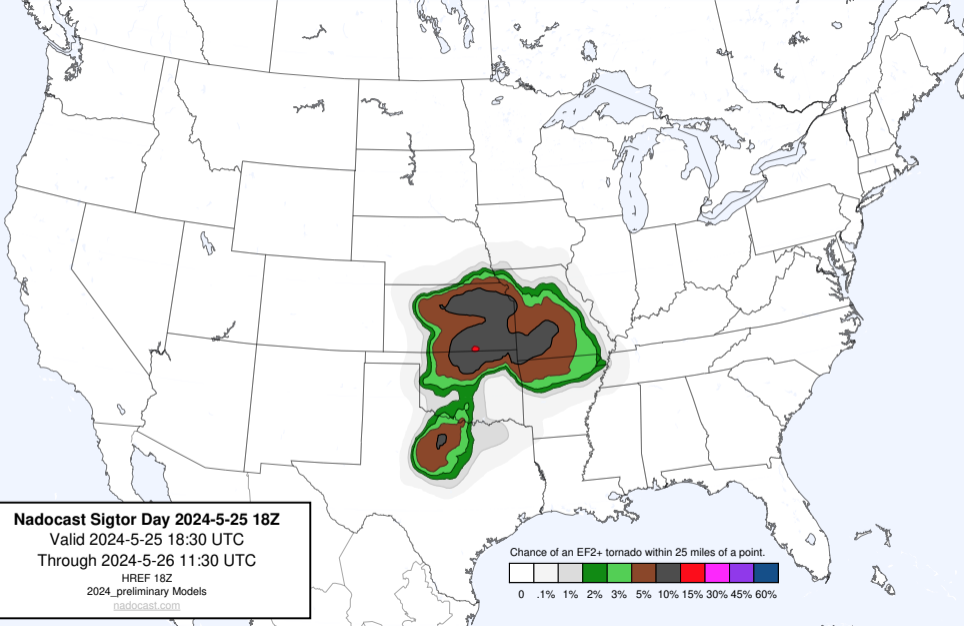 Nadocast Sigtor Day 2024-5-25 18Z
Valid 2024-5-25 18:30 UTC
Through 2024-5-26 11:30 UTC
HREF 18Z
2024_preliminary Models
nadocast.com
Chance of an EF2+ tornado within 25 miles of a point.
0 .1% 1% 2% 3% 5% 10% 15% 30% 45% 60%